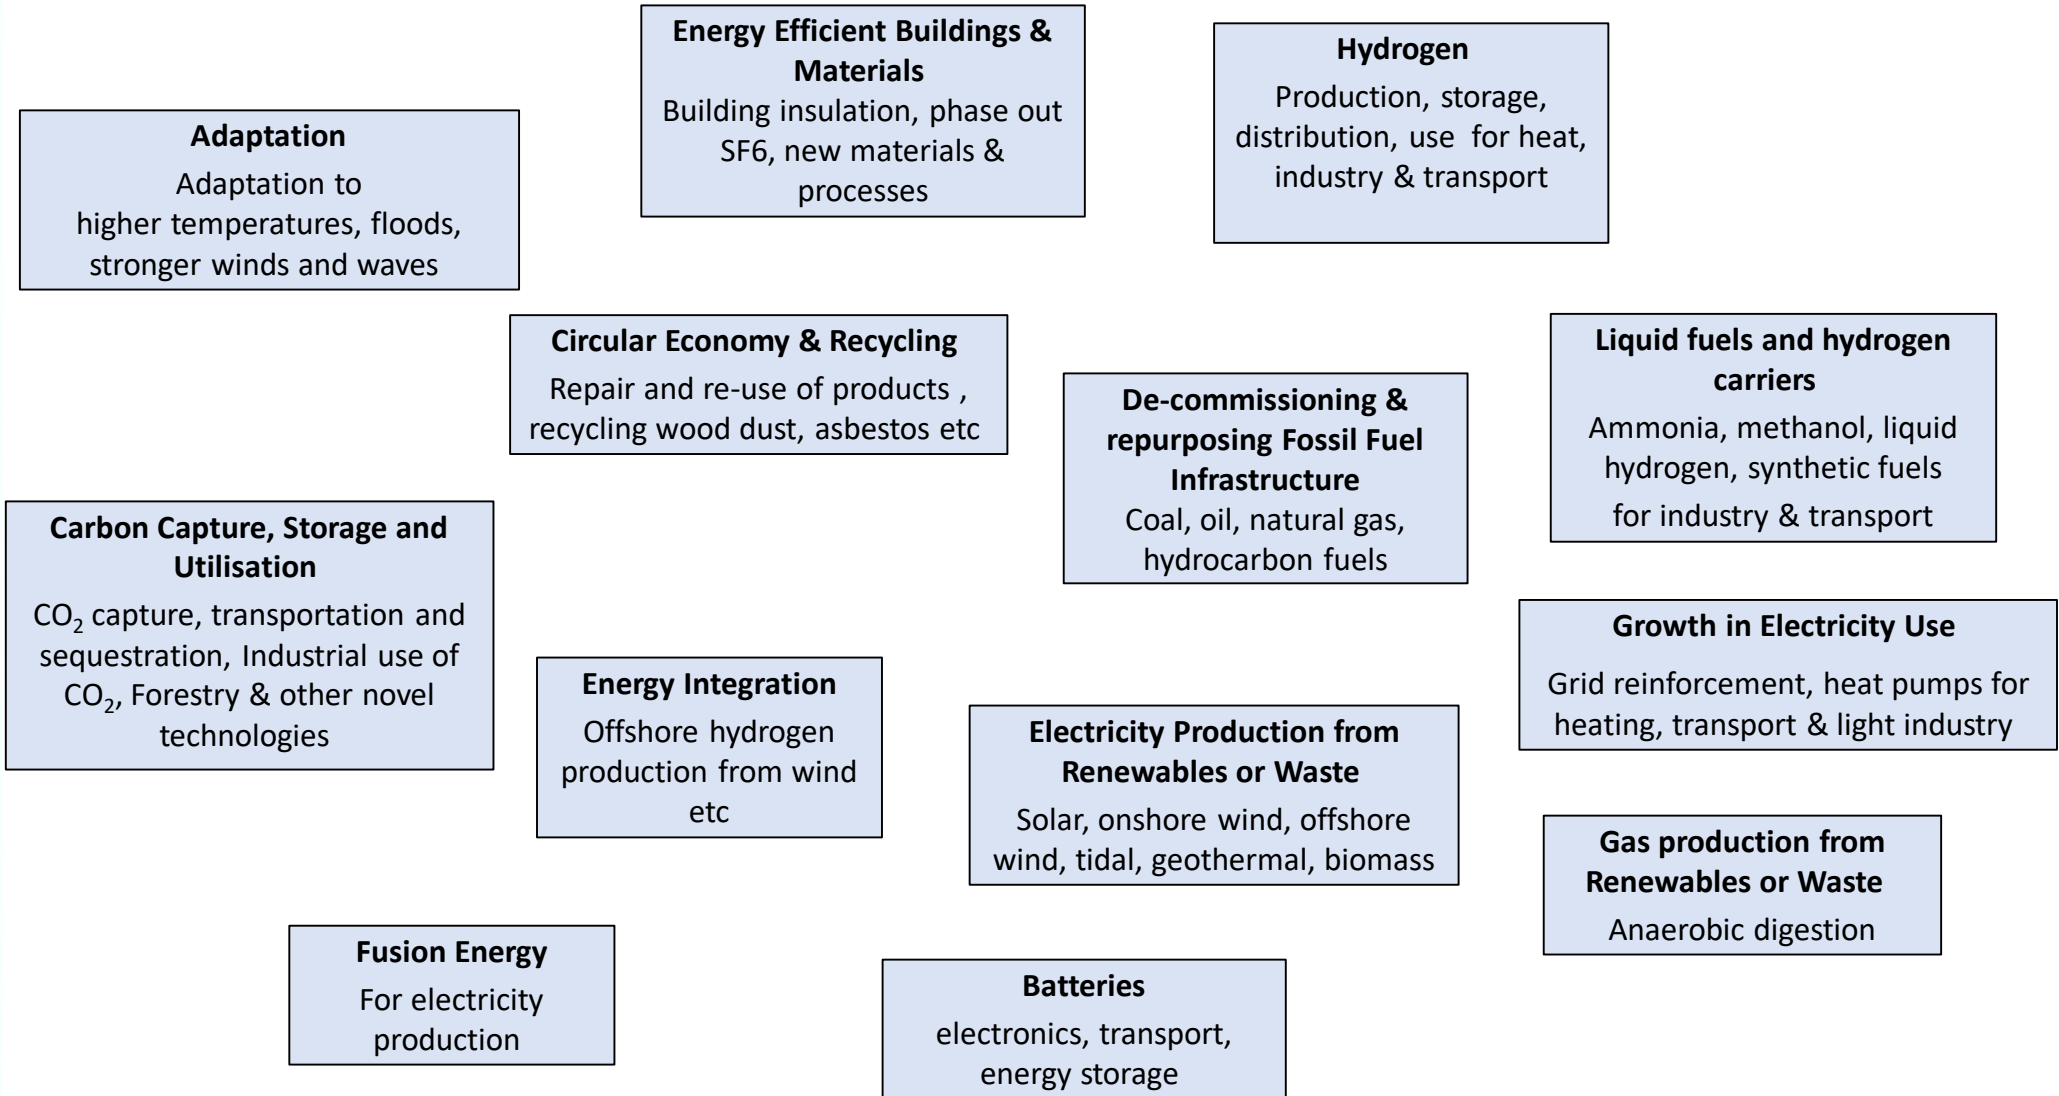 Energy Efficient Buildings &
Materials
Building insulation, phase out
SF6, new materials &
processes
Hydrogen
Production, storage,
distribution, use for heat,
industry & transport
Adaptation
Adaptation to
higher temperatures, floods,
stronger winds and waves
Circular Economy & Recycling
Repair and re-use of products ,
recycling wood dust, asbestos etc
De-commissioning &
repurposing Fossil Fuel
Infrastructure
Coal, oil, natural gas,
hydrocarbon fuels
Liquid fuels and hydrogen
carriers
Ammonia, methanol, liquid
hydrogen, synthetic fuels
for industry & transport
Carbon Capture, Storage and
Utilisation
CO₂ capture, transportation and
sequestration, Industrial use of
CO₂, Forestry & other novel
technologies
Energy Integration
Offshore hydrogen
production from wind
etc
Electricity Production from
Renewables or Waste
Solar, onshore wind, offshore
wind, tidal, geothermal, biomass
Growth in Electricity Use
Grid reinforcement, heat pumps for
heating, transport & light industry
Gas production from
Renewables or Waste
Anaerobic digestion
Fusion Energy
For electricity
production
Batteries
electronics, transport,
energy storage